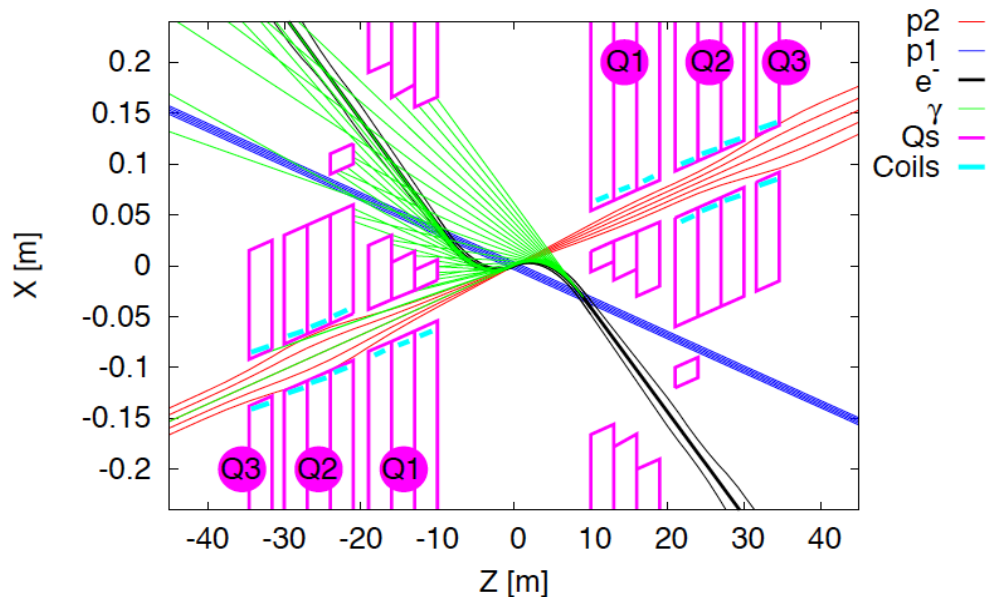 p2
p1
e-
γ
Qs
Coils
0.2
0.15
0.1
0.05
0
-0.05
-0.1
-0.15
-0.2
X [m]
Q1 Q2 Q3
Q3 Q2 Q1
-40 -30 -20 -10 0 10 20 30 40
Z [m]